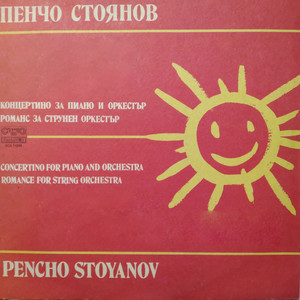 ПЕНЧО СТОЯНОВ
КОНЦЕРТИНО ЗА ПИАНО И ОРКЕСТЪР
РОМАНС ЗА СТРУНЕН ОРКЕСТЪР
CONCERTINO FOR PIANO AND ORCHESTRA
ROMANCE FOR STRING ORCHESTRA
PENCHO STOYANOV